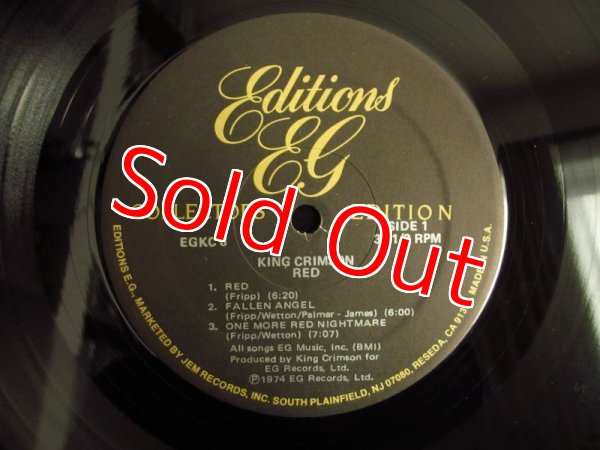 Editions
EG
EDITION
SIDE 1
RPM
KING CRIMSON
RED
1. RED
(Fripp) (6:20)
2. FALLEN ANGEL
(Fripp/Wetton/Palmer - James) (6:00)
3. ONE MORE RED NIGHTMARE
(Fripp/Wetton) (7:07)
All songs EG Music, Inc. (BMI)
Produced by King Crimson for
EG Records, Ltd.
℗1974 EG Records, Ltd.
EDITIONS E.G., MARKETED BY JEM RECORDS, INC. SOUTH PLAINFIELD, NJ 07080, RESEDA, CA MADE IN U.S.A.
Sold Out